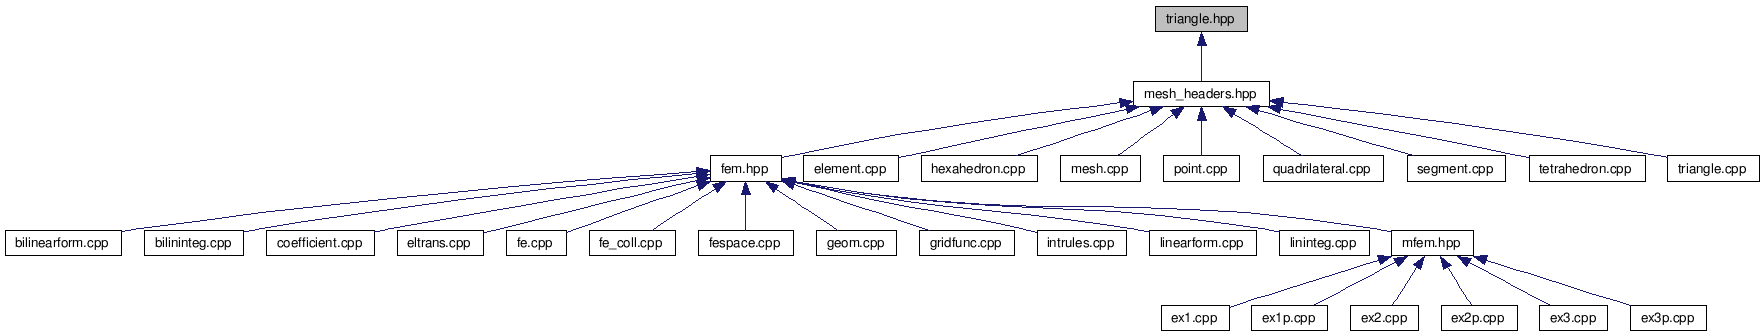 triangle.hpp
mesh_headers.hpp
fem.hpp
element.cpp
hexahedron.cpp
mesh.cpp
point.cpp
quadrilateral.cpp
segment.cpp
tetrahedron.cpp
triangle.cpp
bilinearform.cpp
bilininteg.cpp
coefficient.cpp
eltrans.cpp
fe.cpp
fe_coll.cpp
fespace.cpp
geom.cpp
gridfunc.cpp
intrules.cpp
linearform.cpp
lininteg.cpp
mfem.hpp
ex1.cpp
ex1p.cpp
ex2.cpp
ex2p.cpp
ex3.cpp
ex3p.cpp